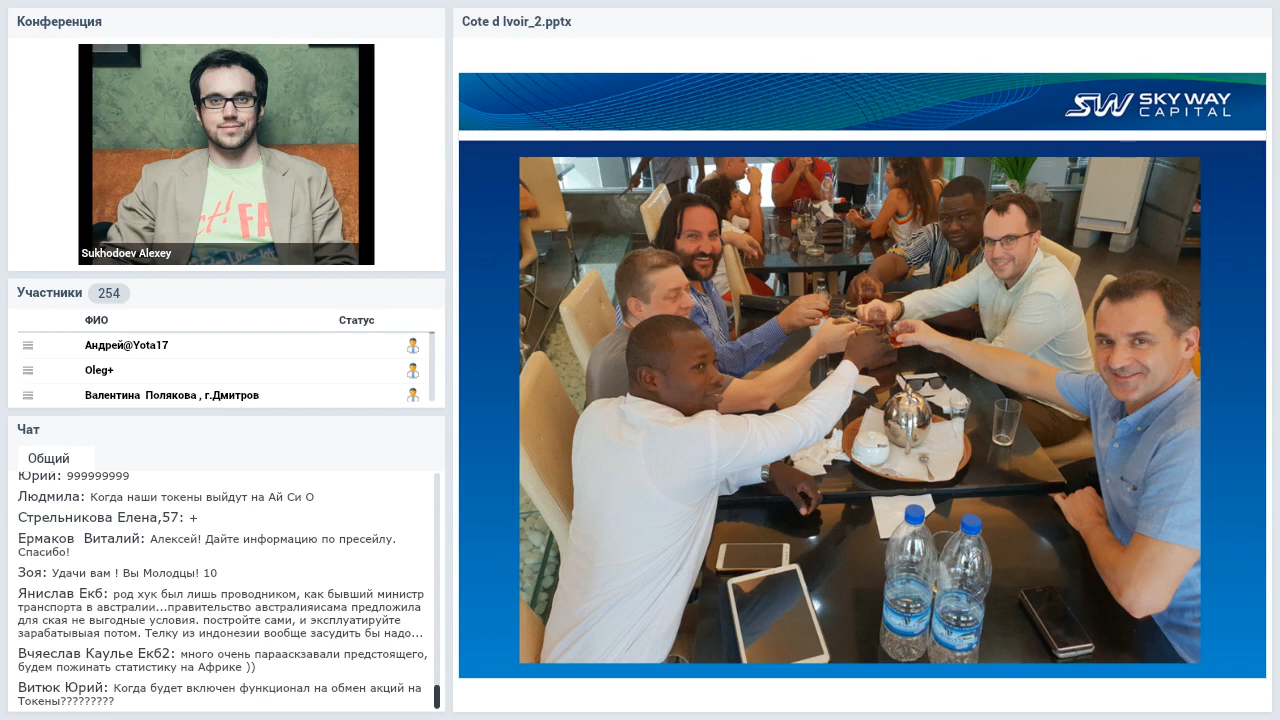 Конференция
Sukhodoev Alexey
Участники 254
ФИО Статус
Андрей@Yota17
Oleg+
Валентина Полякова , г.Дмитров
Чат
Общий
Юрий: 999999999
Людмила: Когда наши токены выйдут на Ай Си О
Стрельникова Елена,57: +
Ермаков Виталий: Алексей! Дайте информацию по пресейлу.
Спасибо!
Зоя: Удачи вам ! Вы Молодцы! 10
Янислав Екб: род хук был лишь проводником, как бывший министр
транспорта в австралии...правительство австралияисама предложила
для ская не выгодные условия. постройте сами, и эксплуатируйте
зарабатывыая потом. Телку из индонезии вообще засудить бы надо...
Вчяеслав Каулье Екб2: много очень парааскзавали предстоящего,
будем пожинать статистику на Африке ))
Витюк Юрий: Когда будет включен функционал на обмен акций на
Токены?????????
Cote d Ivoir_2.pptx
SW SKY WAY
CAPITAL